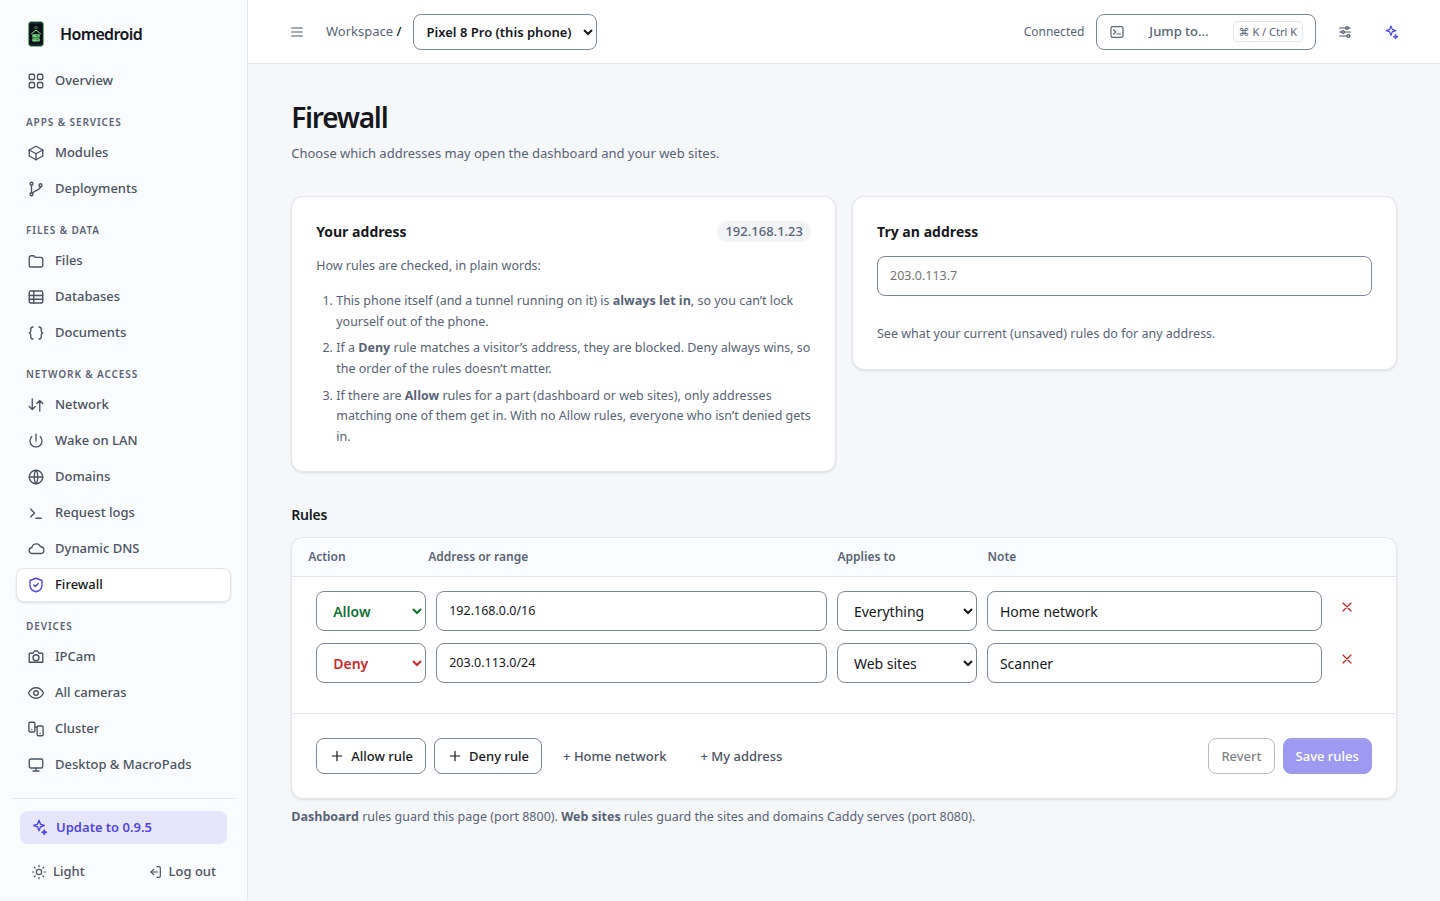 Homedroid
Overview
APPS & SERVICES
Modules
Deployments
FILES & DATA
Files
Databases
Documents
NETWORK & ACCESS
Network
Wake on LAN
Domains
Request logs
Dynamic DNS
Firewall
DEVICES
IPCam
All cameras
Cluster
Desktop & MacroPads
Update to 0.9.5
Light
Log out
Workspace /
Pixel 8 Pro (this phone)
Connected
Jump to...
⌘ K / Ctrl K
Firewall
Choose which addresses may open the dashboard and your web sites.
Your address
192.168.1.23
How rules are checked, in plain words:
1. This phone itself (and a tunnel running on it) is always let in, so you can’t lock
yourself out of the phone.
2. If a Deny rule matches a visitor’s address, they are blocked. Deny always wins, so
the order of the rules doesn’t matter.
3. If there are Allow rules for a part (dashboard or web sites), only addresses
matching one of them get in. With no Allow rules, everyone who isn’t denied gets
in.
Try an address
203.0.113.7
See what your current (unsaved) rules do for any address.
Rules
Action Address or range Applies to Note
Allow 192.168.0.0/16 Everything Home network
Deny 203.0.113.0/24 Web sites Scanner
+ Allow rule + Deny rule + Home network + My address Revert Save rules
Dashboard rules guard this page (port 8800). Web sites rules guard the sites and domains Caddy serves (port 8080).